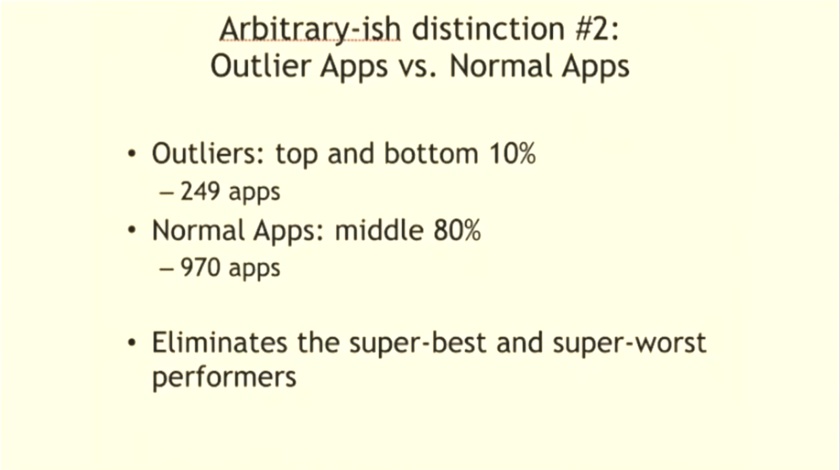 Arbitrary-ish distinction #2:
Outlier Apps vs. Normal Apps
• Outliers: top and bottom 10%
– 249 apps
• Normal Apps: middle 80%
– 970 apps
• Eliminates the super-best and super-worst
performers